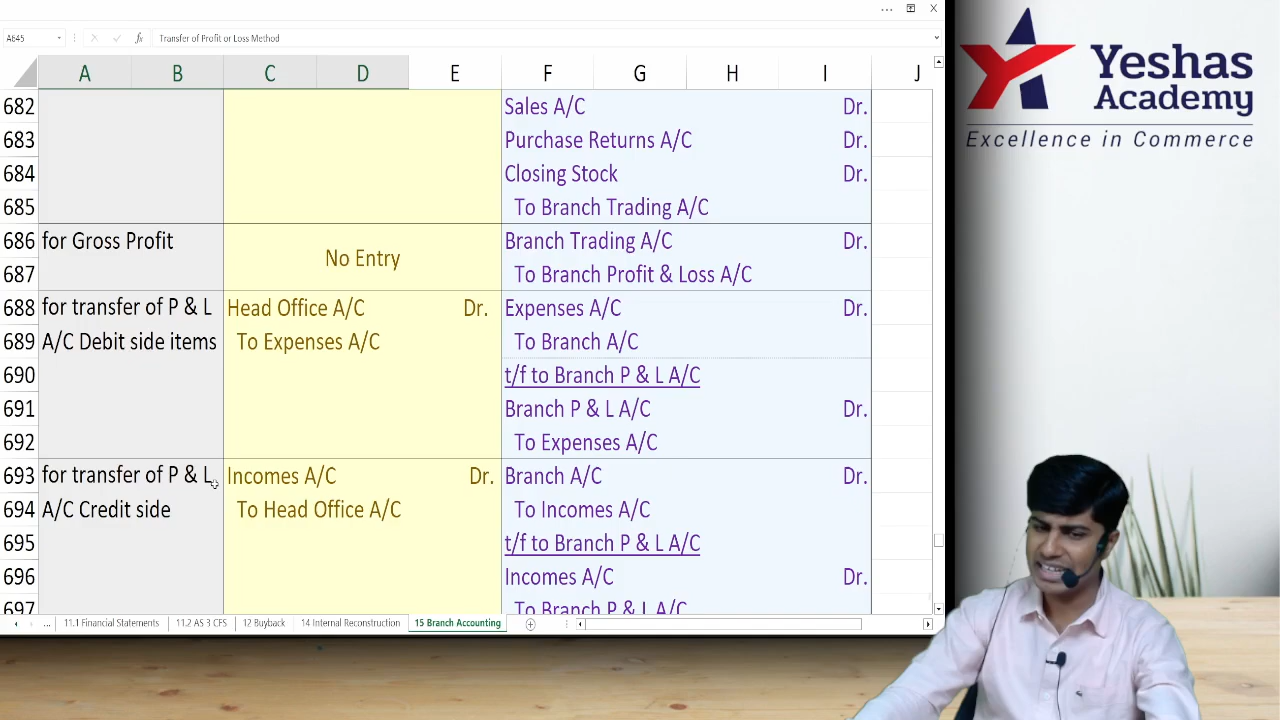 A645
fx
Transfer of Profit or Loss Method
A B C D E F G H I J
682 Sales A/C Dr.
683 Purchase Returns A/C Dr.
684 Closing Stock Dr.
685 To Branch Trading A/C
686 for Gross Profit Branch Trading A/C Dr.
No Entry
687 To Branch Profit & Loss A/C
688 for transfer of P & L Head Office A/C Dr. Expenses A/C Dr.
689 A/C Debit side items To Expenses A/C To Branch A/C
690 t/f to Branch P & L A/C
691 Branch P & L A/C Dr.
692 To Expenses A/C
693 for transfer of P & L Incomes A/C Dr. Branch A/C Dr.
694 A/C Credit side To Head Office A/C To Incomes A/C
695 t/f to Branch P & L A/C
696 Incomes A/C Dr.
697 To Branch P & L A/C
... 11.1 Financial Statements 11.2 AS 3 CFS 17 Buyback 14 Internal Reconstruction 15 Branch Accounting
Yeshas
Academy
Excellence in Commerce